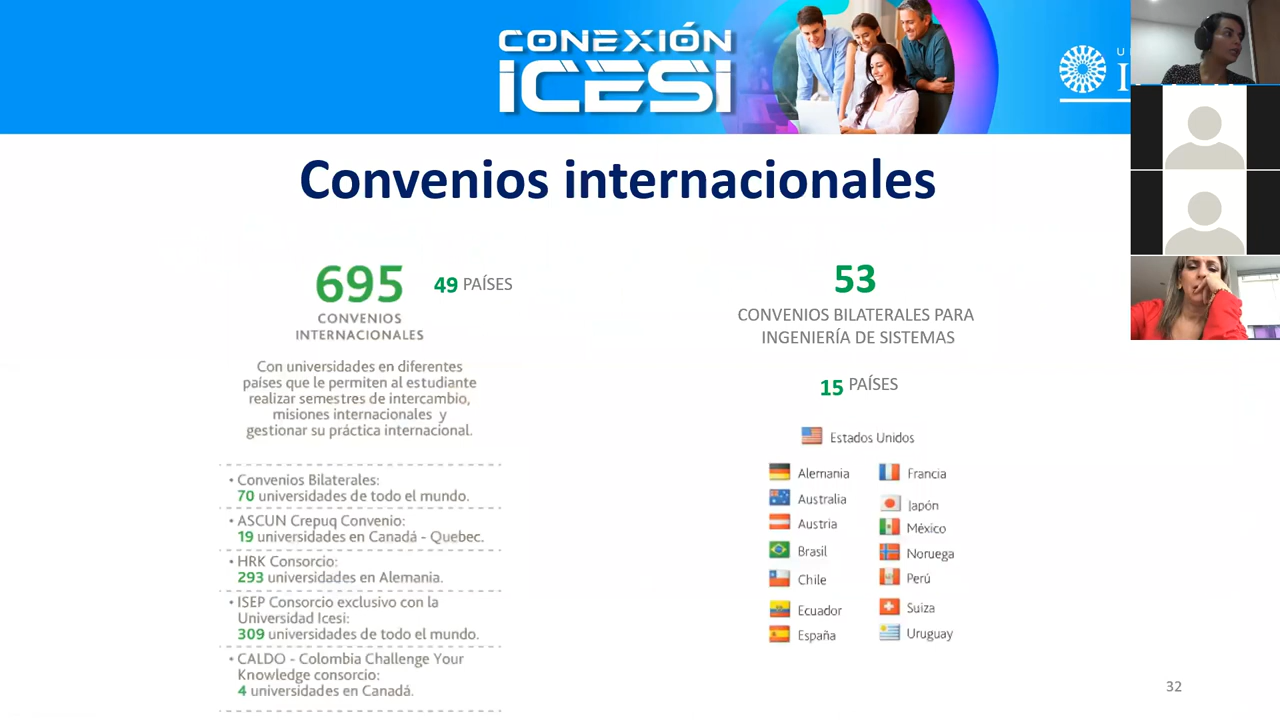 CONEXIÓN
ICESI
Convenios internacionales
695
49 PAÍSES
CONVENIOS
INTERNACIONALES
Con universidades en diferentes
países que le permiten al estudiante
realizar semestres de intercambio,
misiones internacionales y
gestionar su práctica internacional.
• Convenios Bilaterales:
70 universidades de todo el mundo.
• ASCUN Crepuq Convenio:
19 universidades en Canadá - Quebec.
• HRK Consorcio:
293 universidades en Alemania.
• ISEP Consorcio exclusivo con la
Universidad Icesi:
309 universidades de todo el mundo.
• CALDO - Colombia Challenge Your
Knowledge consorcio:
4 universidades en Canadá.
53
CONVENIOS BILATERALES PARA
INGENIERÍA DE SISTEMAS
15 PAÍSES
Estados Unidos
Alemania
Australia
Austria
Brasil
Chile
Ecuador
España
Francia
Japón
México
Noruega
Perú
Suiza
Uruguay
32